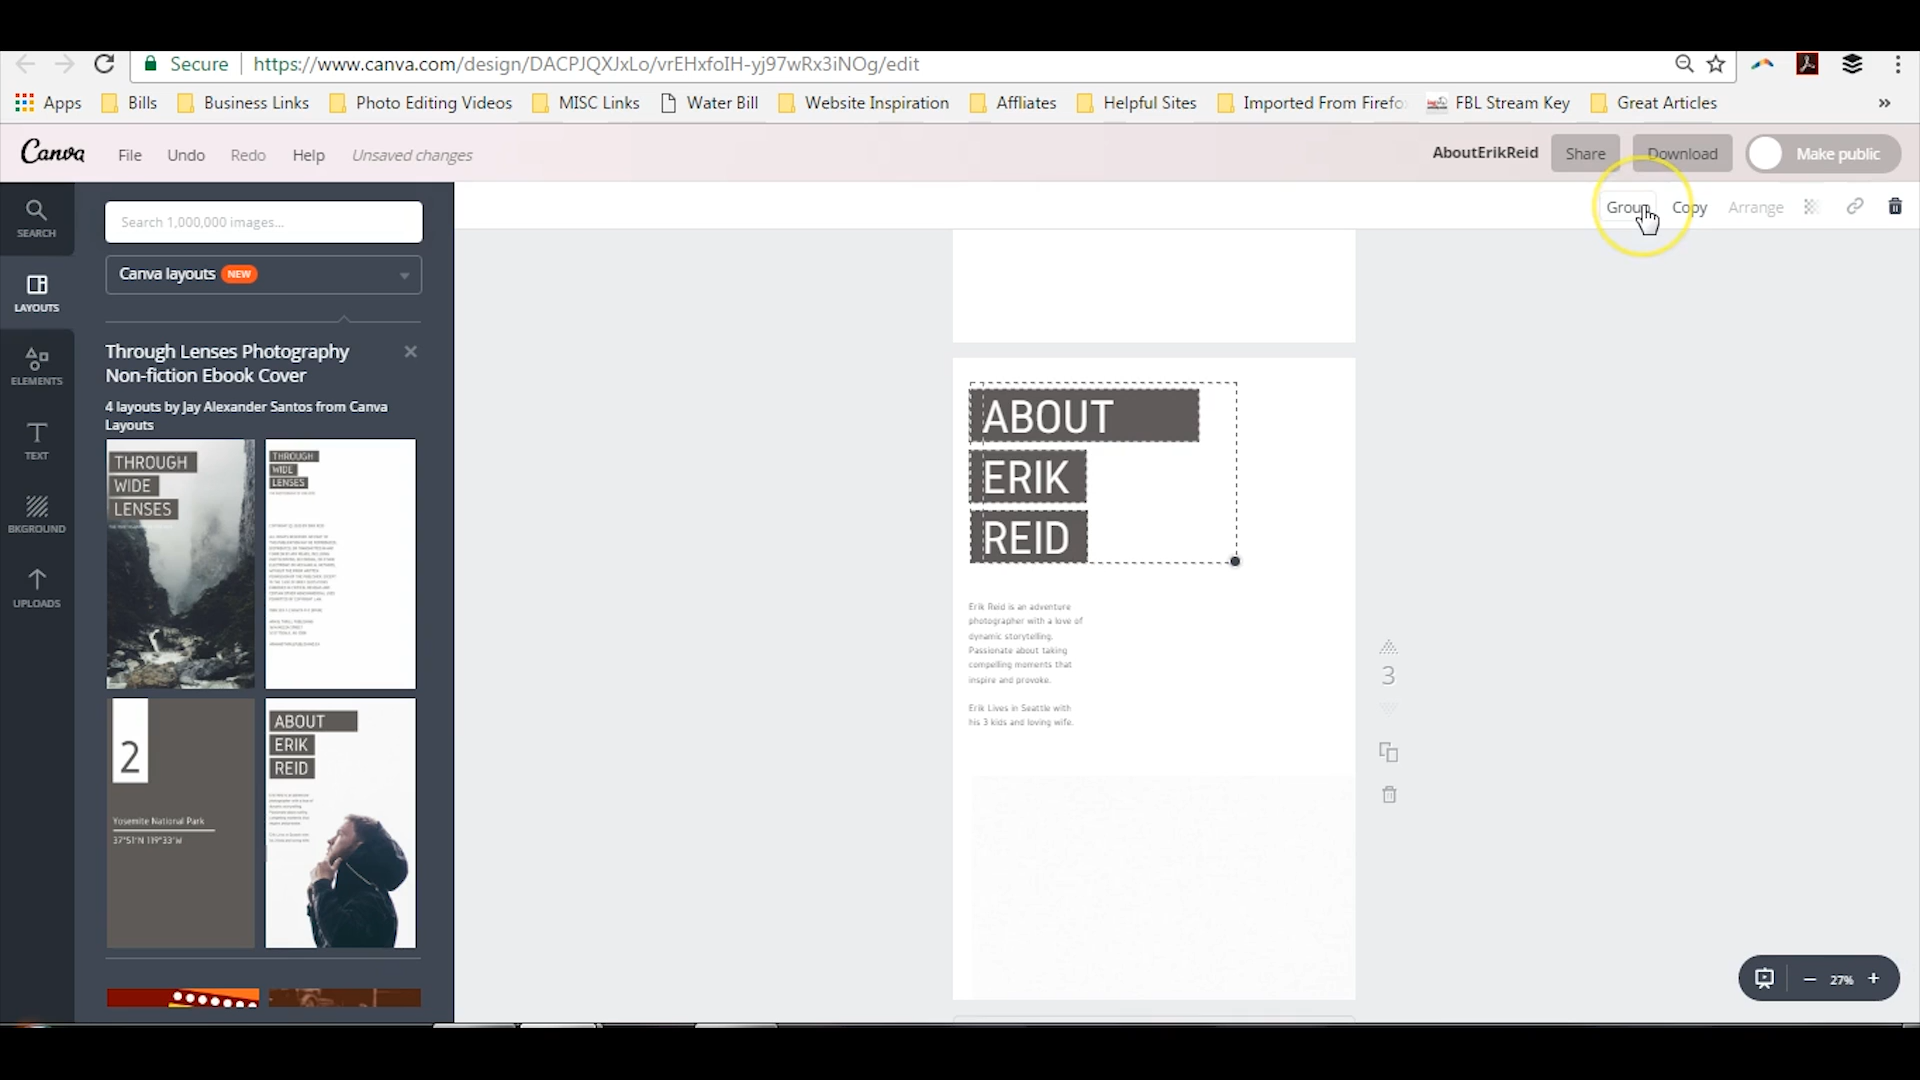 Secure
https://www.canva.com/design/DACPJQXJxLo/vrEHxfoIH-yj97wRx3iNOg/edit
Apps
Bills
Business Links
Photo Editing Videos
MISC Links
Water Bill
Website Inspiration
Affliates
Helpful Sites
Imported From Firefo
FBL Stream Key
Great Articles
»
Canva
File
Undo
Redo
Help
Unsaved changes
AboutErikReid
Share
Download
Make public
Group
Copy
Arrange
SEARCH
LAYOUTS
ELEMENTS
TEXT
BKGROUND
UPLOADS
Search 1,000,000 images...
Canva layouts NEW
Through Lenses Photography
Non-fiction Ebook Cover
4 layouts by Jay Alexander Santos from Canva
Layouts
THROUGH
WIDE
LENSES
THROUGH
WIDE
LENSES
2
Yosemite National Park
37°51'N 119°33'W
ABOUT
ERIK
REID
ABOUT
ERIK
REID
Erik Reid is an adventure
photographer with a love of
dynamic storytelling.
Passionate about taking
compelling moments that
inspire and provoke.
Erik Lives in Seattle with
his 3 kids and loving wife.
3
27%